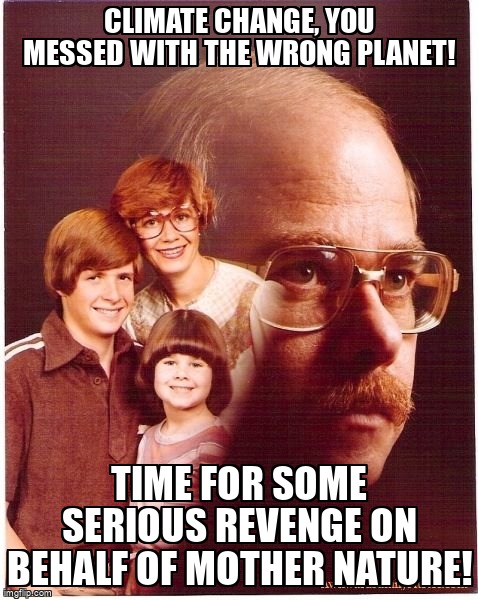 CLIMATE CHANGE, YOU
MESSED WITH THE WRONG PLANET!
TIME FOR SOME
SERIOUS REVENGE ON
BEHALF OF MOTHER NATURE!
imgflip.com